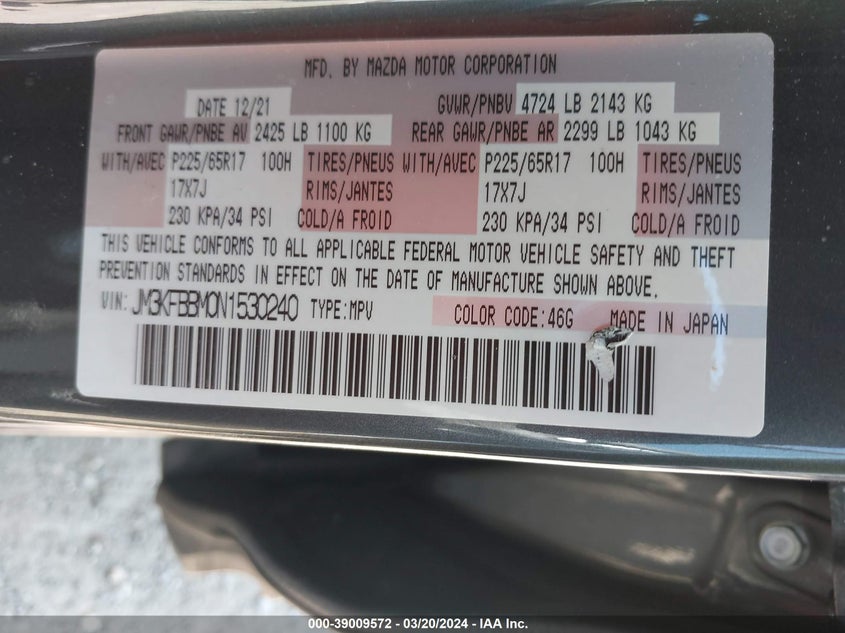 MFD. BY MAZDA MOTOR CORPORATION
DATE 12/21 GVWR/PNBV 4724 LB 2143 KG
FRONT GAWR/PNBE AV 2425 LB 1100 KG REAR GAWR/PNBE AR 2299 LB 1043 KG
WITH/AVEC P225/65R17 100H TIRES/PNEUS WITH/AVEC P225/65R17 100H TIRES/PNEUS
17X7J RIMS/JANTES 17X7J RIMS/JANTES
230 KPA/34 PSI COLD/A FROID 230 KPA/34 PSI COLD/A FROID
THIS VEHICLE CONFORMS TO ALL APPLICABLE FEDERAL MOTOR VEHICLE SAFETY AND THEFT
PREVENTION STANDARDS IN EFFECT ON THE DATE OF MANUFACTURE SHOWN ABOVE.
VIN: JM3KFBBM0N1530240 TYPE:MPV COLOR CODE:46G MADE IN JAPAN
000-39009572 — 03/20/2024 — IAA Inc.